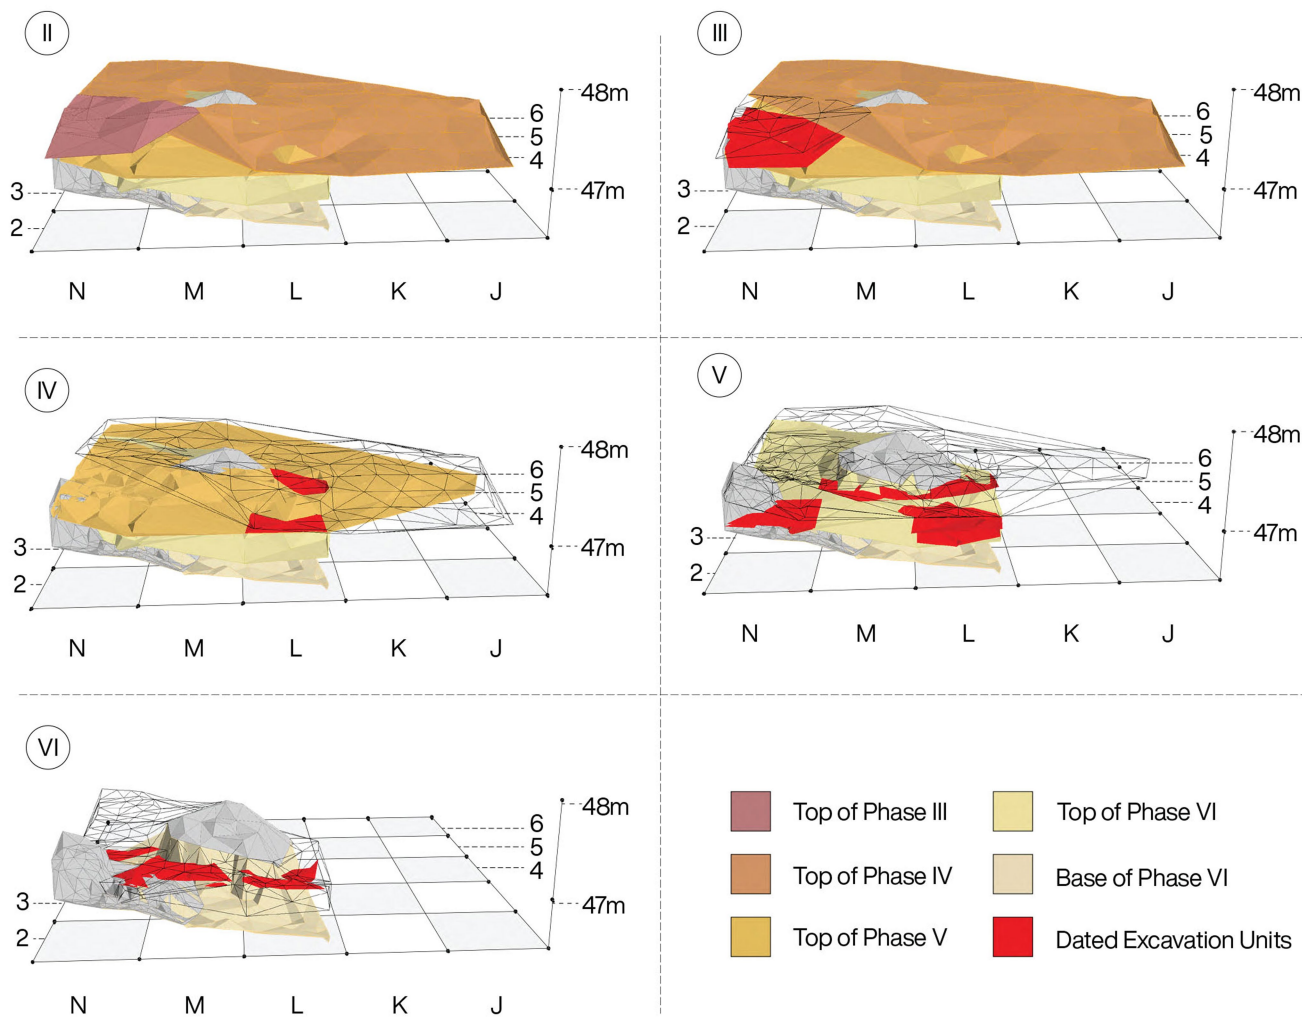 II
48m
6
5
4
3
47m
2
N M L K J
III
48m
6
5
4
3
47m
2
N M L K J
IV
48m
6
5
4
3
47m
2
N M L K J
V
48m
6
5
4
3
47m
2
N M L K J
VI
48m
6
5
4
3
47m
2
N M L K J
Top of Phase III
Top of Phase IV
Top of Phase V
Top of Phase VI
Base of Phase VI
Dated Excavation Units